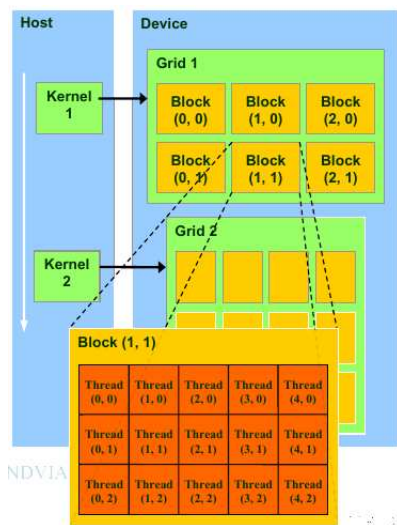 Host
Device
Grid 1
Kernel
1
Block
(0, 0)
Block
(1, 0)
Block
(2, 0)
Block
(0, 1)
Block
(1, 1)
Block
(2, 1)
Grid 2
Kernel
2
Block (1, 1)
Thread
(0, 0)
Thread
(1, 0)
Thread
(2, 0)
Thread
(3, 0)
Thread
(4, 0)
Thread
(0, 1)
Thread
(1, 1)
Thread
(2, 1)
Thread
(3, 1)
Thread
(4, 1)
Thread
(0, 2)
Thread
(1, 2)
Thread
(2, 2)
Thread
(3, 2)
Thread
(4, 2)
NDVIA